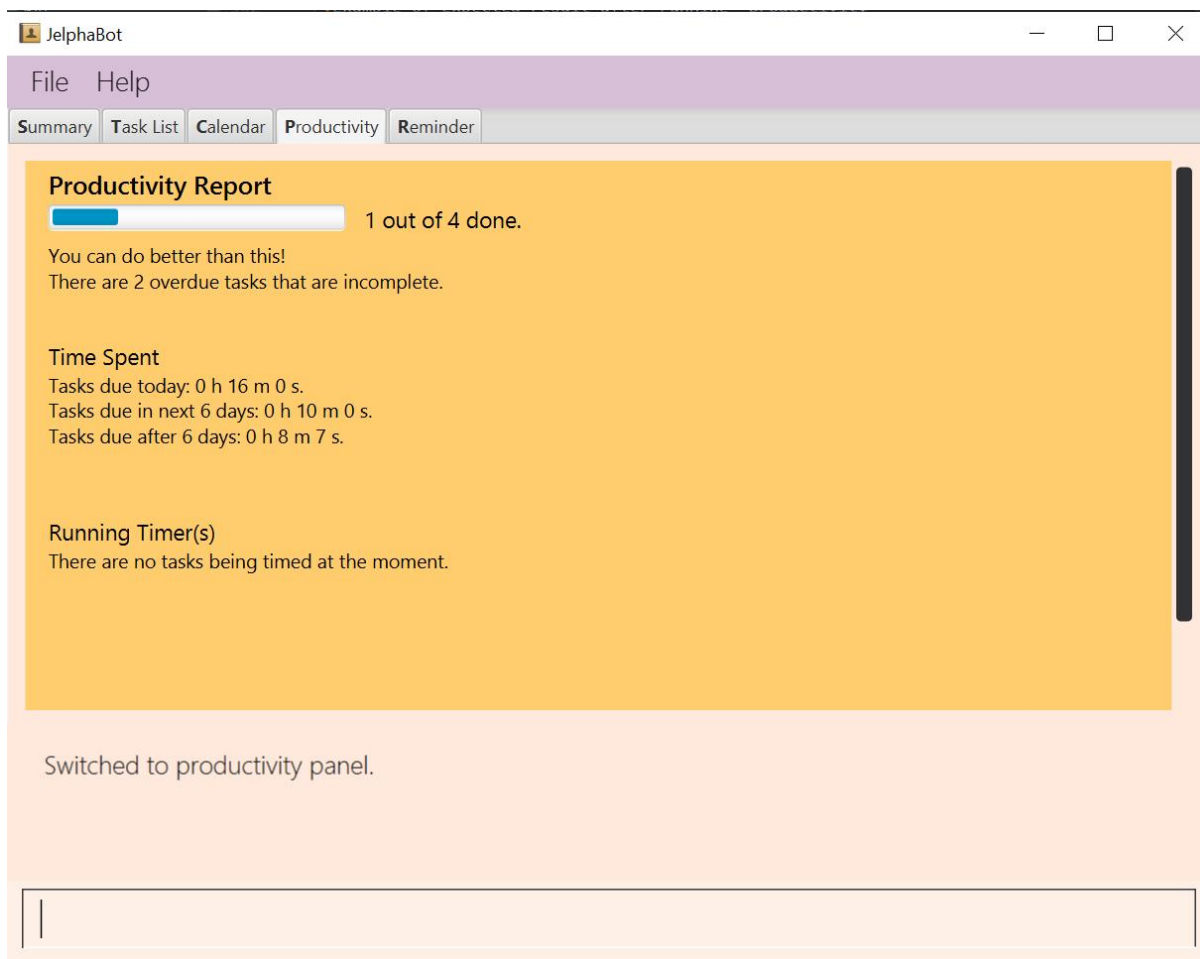 JelphaBot
File Help
Summary Task List Calendar Productivity Reminder
Productivity Report
1 out of 4 done.
You can do better than this!
There are 2 overdue tasks that are incomplete.
Time Spent
Tasks due today: 0 h 16 m 0 s.
Tasks due in next 6 days: 0 h 10 m 0 s.
Tasks due after 6 days: 0 h 8 m 7 s.
Running Timer(s)
There are no tasks being timed at the moment.
Switched to productivity panel.